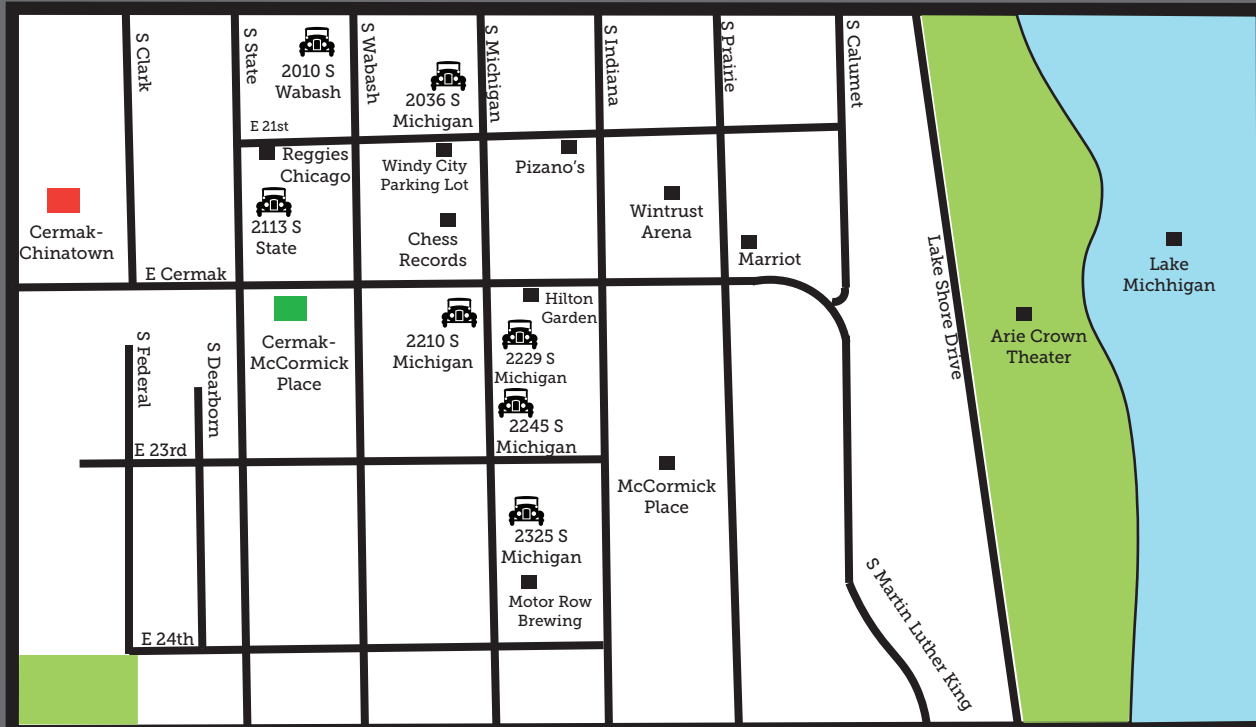 S Clark
S State
S Wabash
S Michigan
S Indiana
S Prairie
S Calumet
2010 S
Wabash
2036 S
Michigan
E 21st
Reggies
Chicago
Windy City
Parking Lot
Pizano's
2113 S
State
Chess
Records
Wintrust
Arena
Marriot
Cermak-
Chinatown
E Cermak
Lake Shore Drive
Lake
Michhigan
Arie Crown
Theater
Cermak-
McCormick
Place
2210 S
Michigan
Hilton
Garden
2229 S
Michigan
2245 S
Michigan
S Federal
S Dearborn
E 23rd
McCormick
Place
2325 S
Michigan
Motor Row
Brewing
E 24th
S Martin Luther King